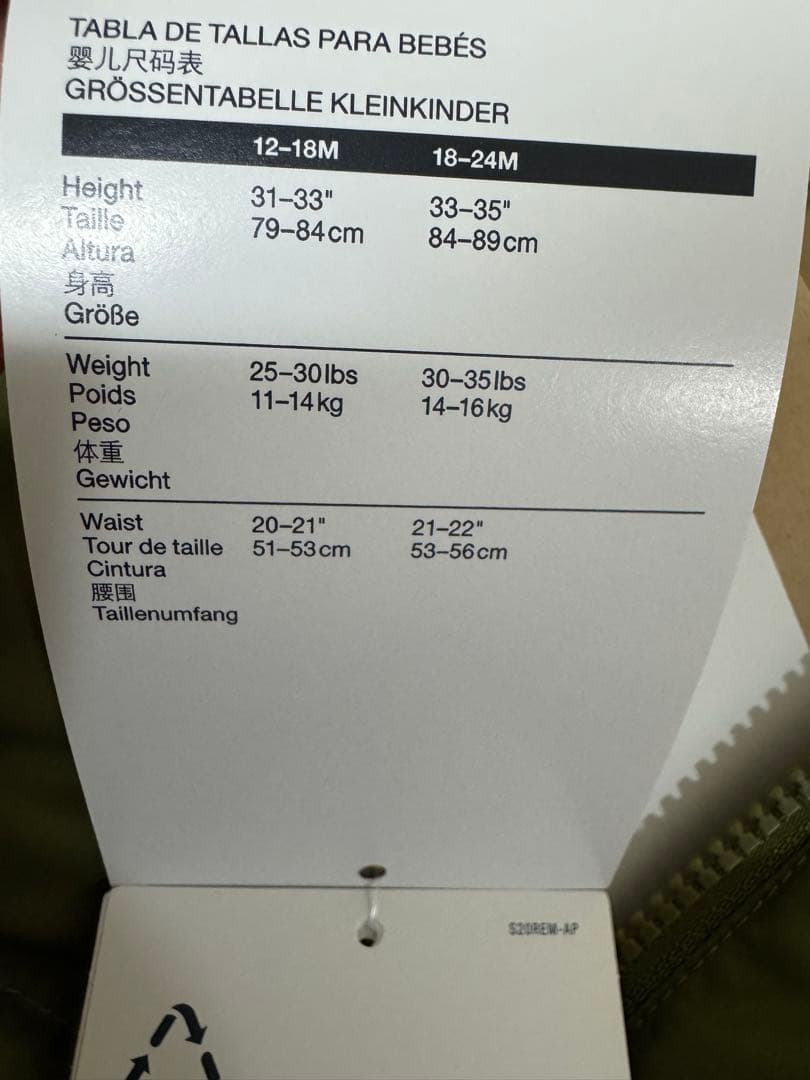 TABLA DE TALLAS PARA BEBÉS
婴儿尺码表
GRÖSSENTABELLE KLEINKINDER
12–18M 18–24M
Height 31–33" 33–35"
Taille 79–84cm 84–89cm
Altura
身高
Größe
Weight 25–30lbs 30–35lbs
Poids 11–14kg 14–16kg
Peso
体重
Gewicht
Waist 20–21" 21–22"
Tour de taille 51–53cm 53–56cm
Cintura
腰围
Taillenumfang
S20REW-AP